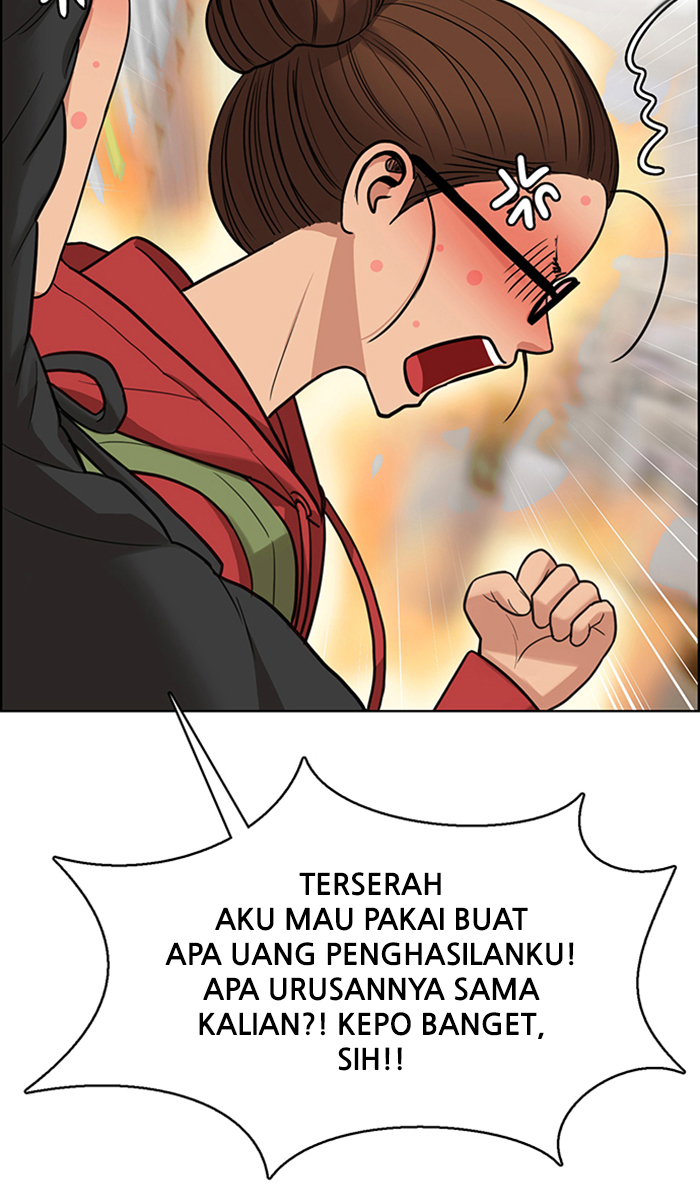 TERSERAH
AKU MAU PAKAI BUAT
APA UANG PENGHASILANKU!
APA URUSANNYA SAMA
KALIAN?! KEPO BANGET,
SIH!!